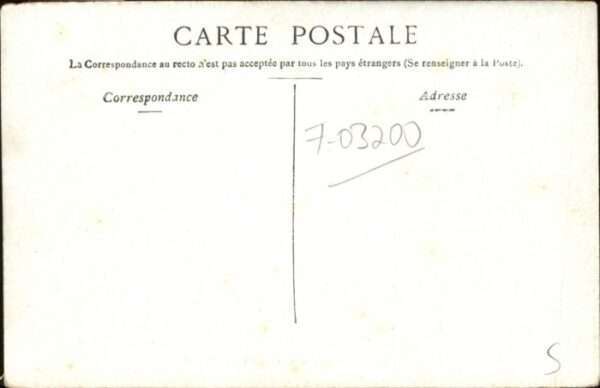 CARTE POSTALE
La Correspondance au recto n'est pas acceptée par tous les pays étrangers (Se renseigner à la Poste).
Correspondance
Adresse
7-03200
S